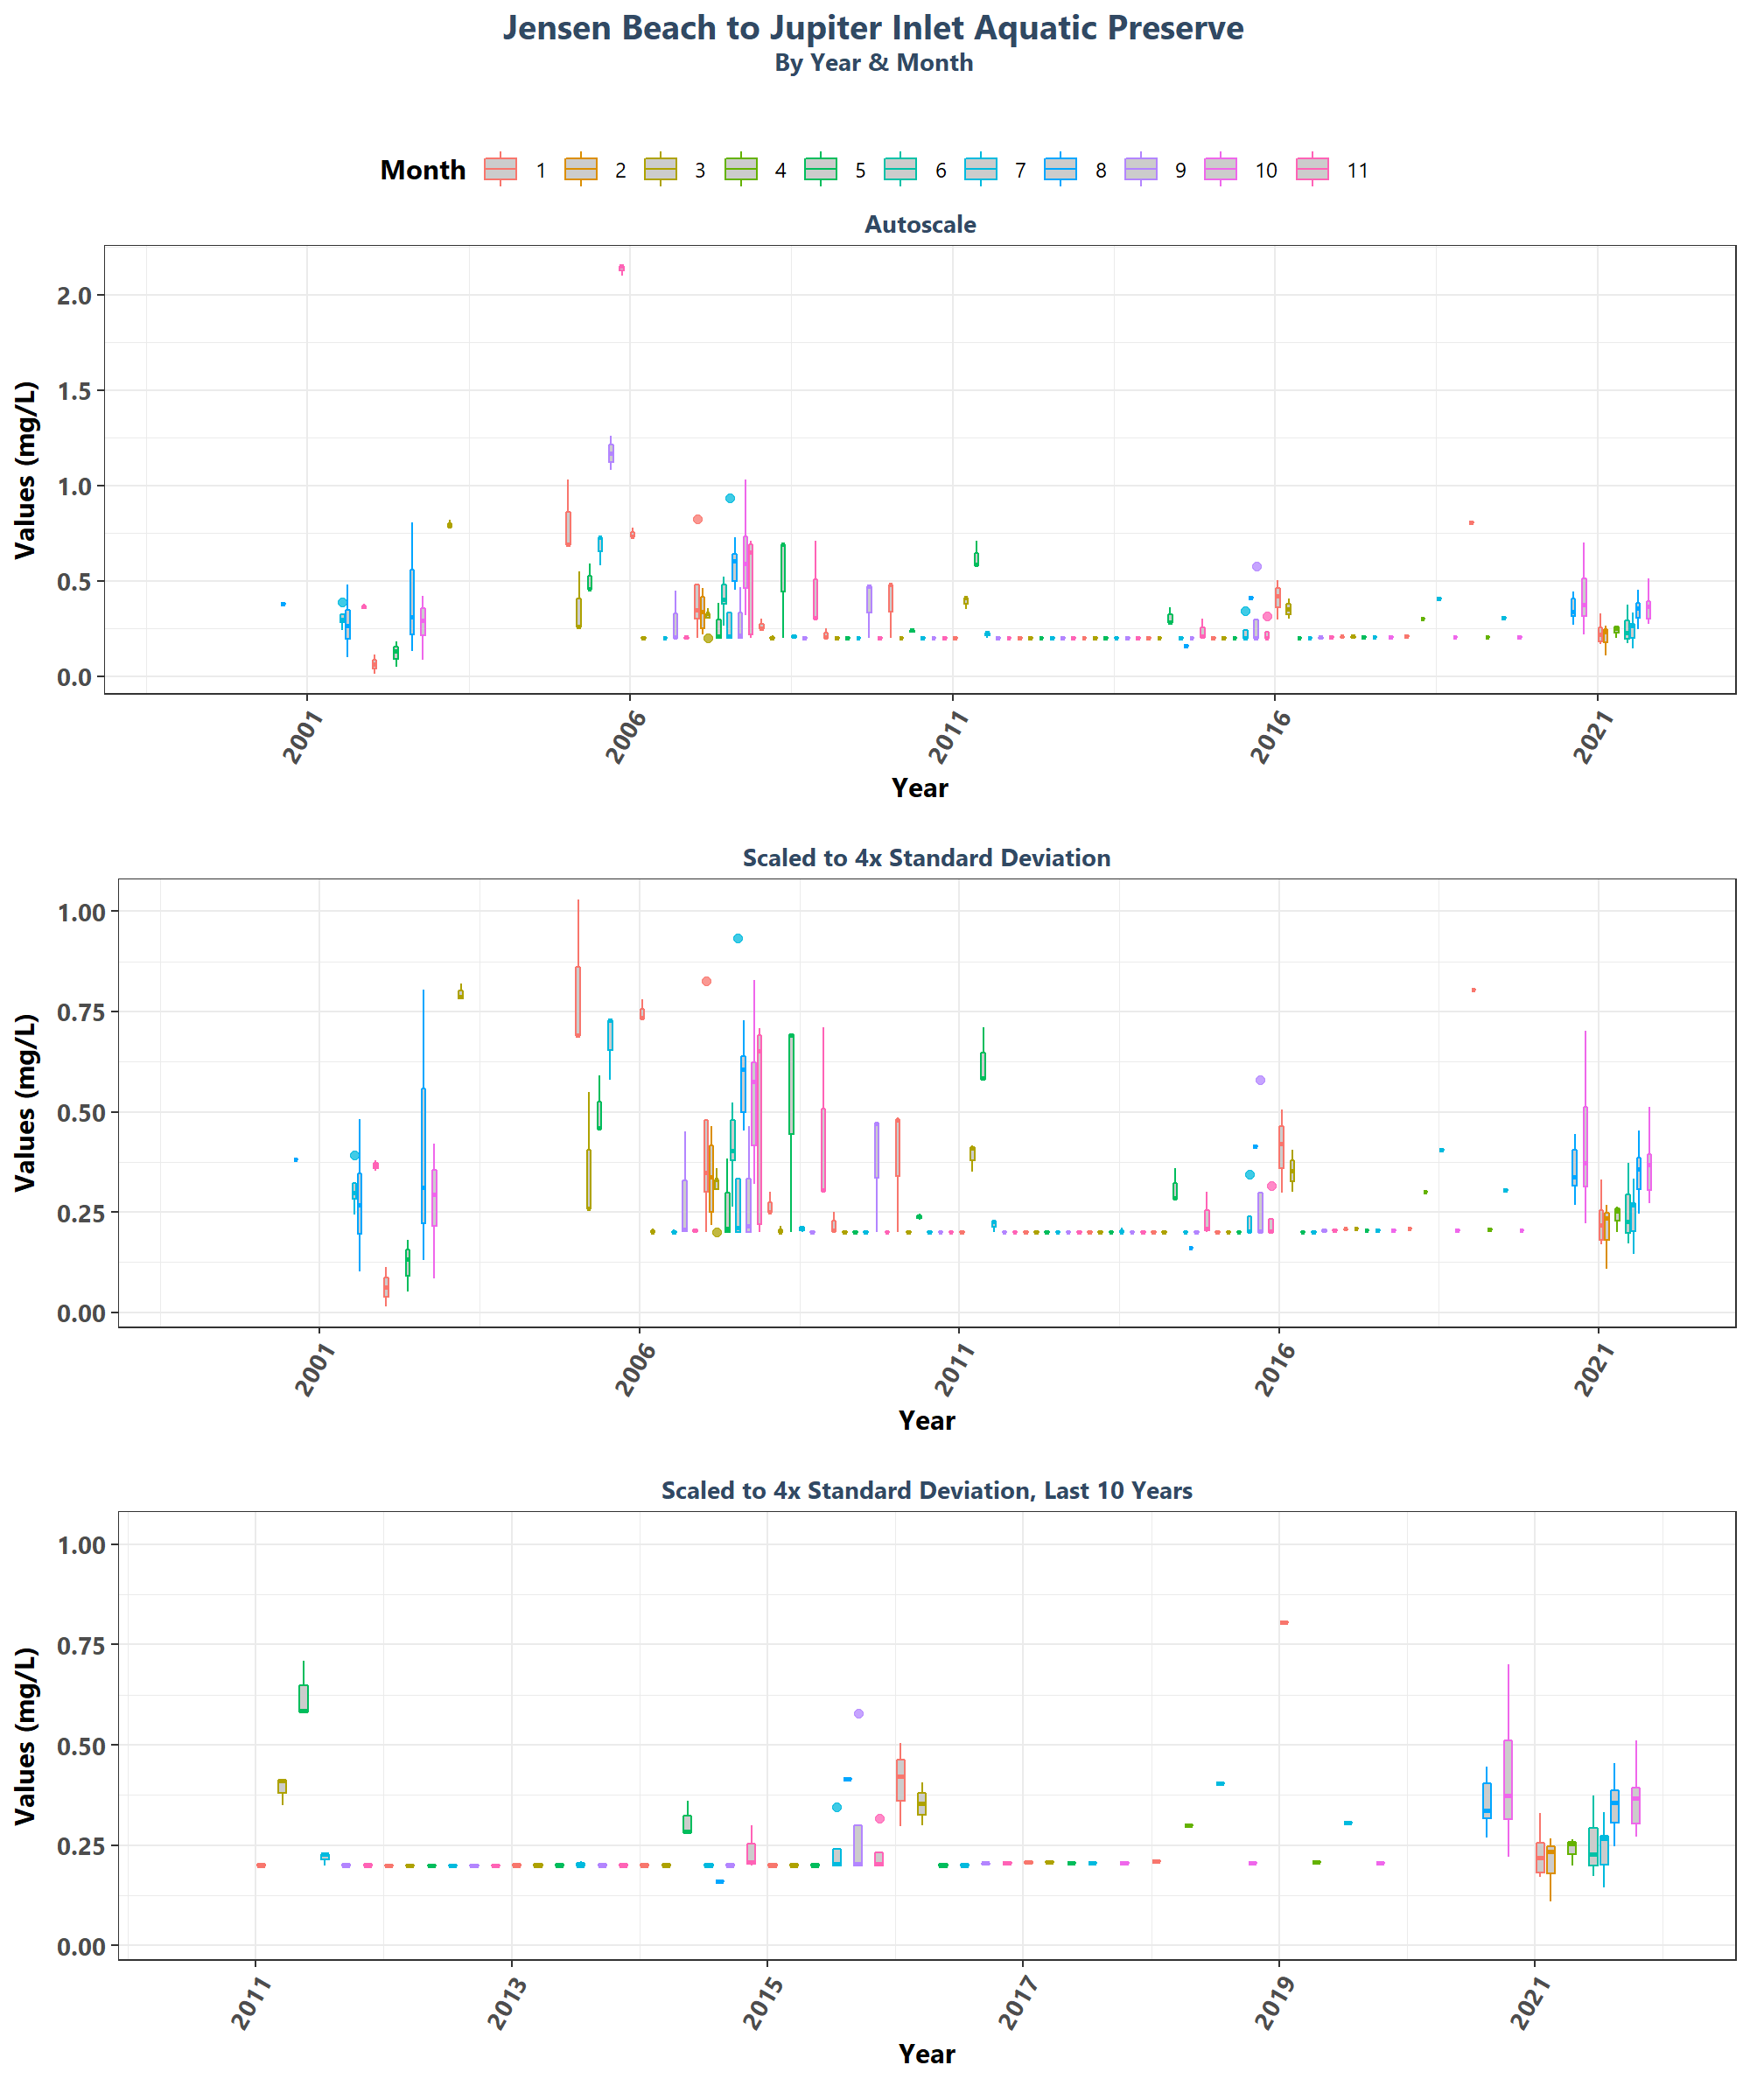 Jensen Beach to Jupiter Inlet Aquatic Preserve
By Year & Month
Month 1 2 3 4 5 6 7 8 9 10 11
Autoscale
Values (mg/L)
2.0
1.5
1.0
0.5
0.0
2001 2006 2011 2016 2021
Year
Scaled to 4x Standard Deviation
Values (mg/L)
1.00
0.75
0.50
0.25
0.00
2001 2006 2011 2016 2021
Year
Scaled to 4x Standard Deviation, Last 10 Years
Values (mg/L)
1.00
0.75
0.50
0.25
0.00
2011 2013 2015 2017 2019 2021
Year